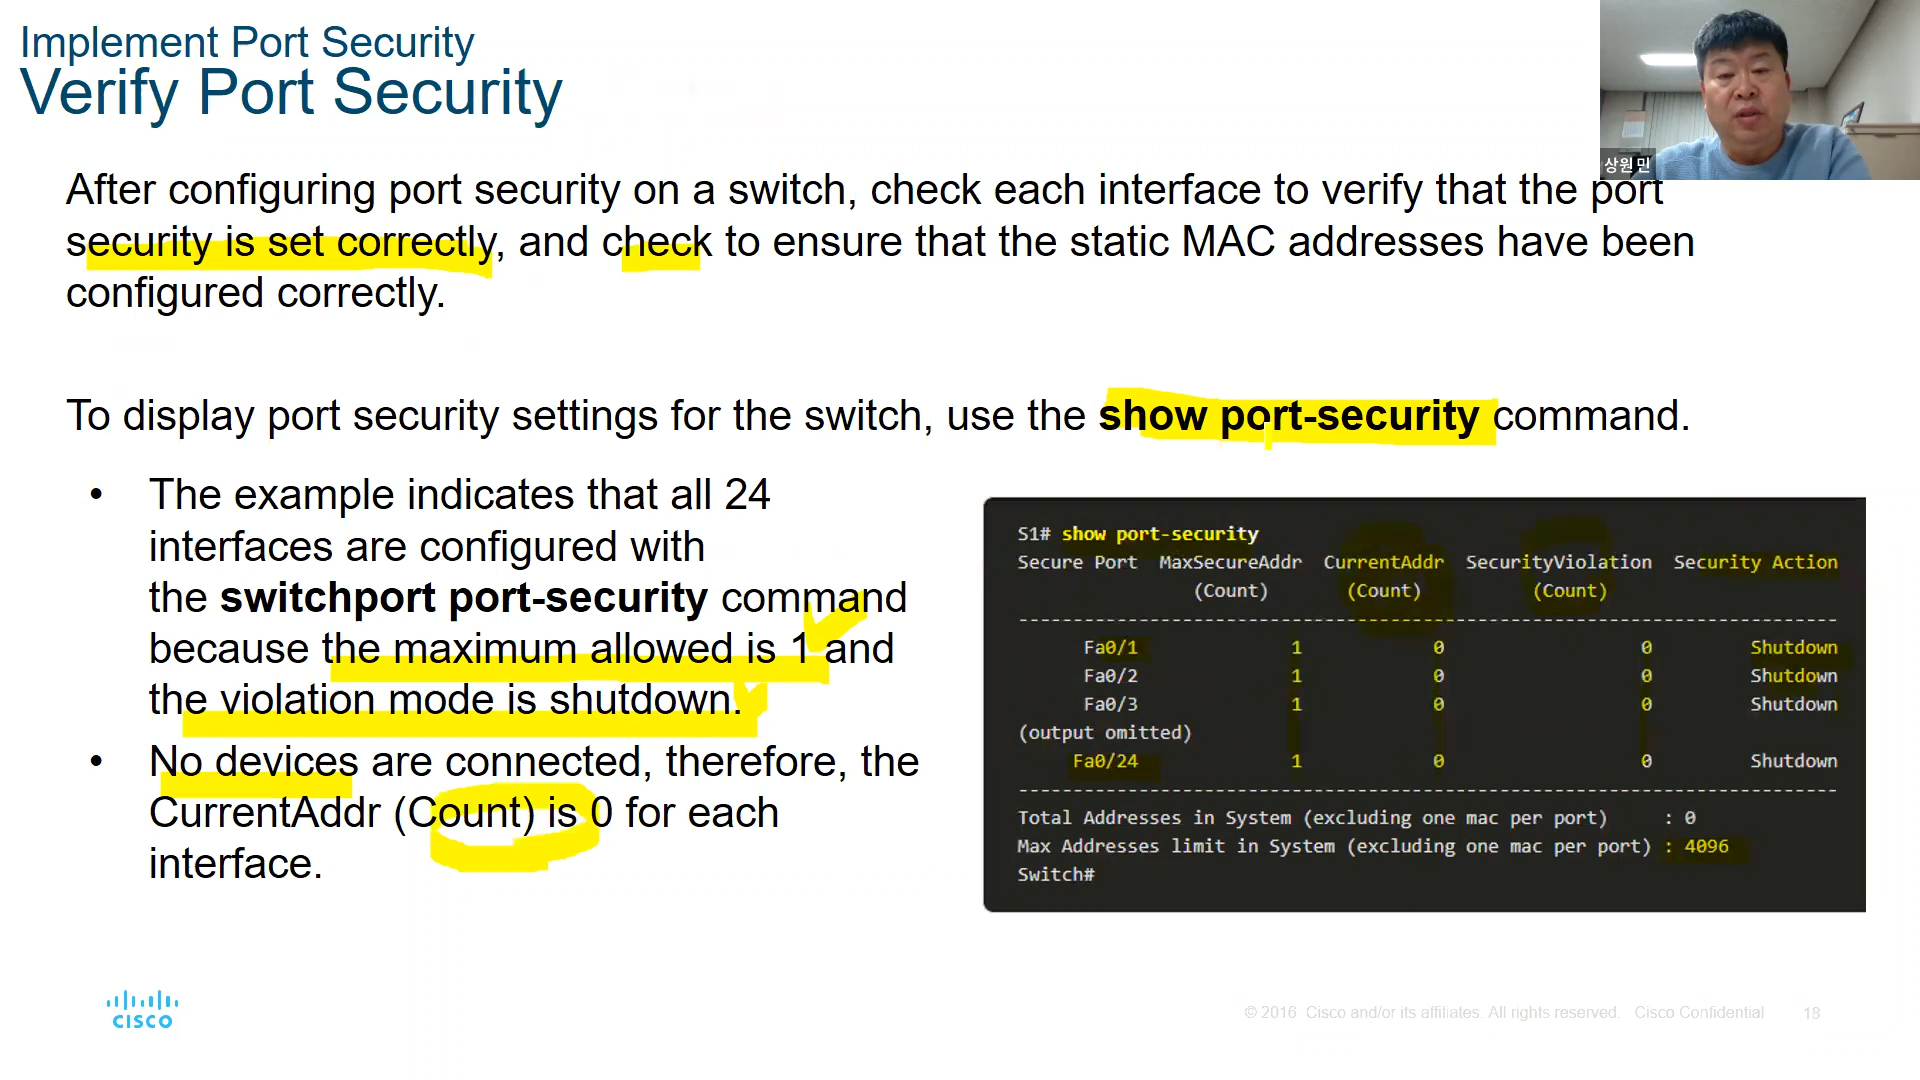 Implement Port Security
Verify Port Security
상원 민
After configuring port security on a switch, check each interface to verify that the port
security is set correctly, and check to ensure that the static MAC addresses have been
configured correctly.
To display port security settings for the switch, use the show port-security command.
• The example indicates that all 24
interfaces are configured with
the switchport port-security command
because the maximum allowed is 1 and
the violation mode is shutdown.
• No devices are connected, therefore, the
CurrentAddr (Count) is 0 for each
interface.
S1# show port-security
Secure Port MaxSecureAddr CurrentAddr SecurityViolation Security Action
(Count) (Count) (Count)
---------------------------------------------------------------------------
Fa0/1 1 0 0 Shutdown
Fa0/2 1 0 0 Shutdown
Fa0/3 1 0 0 Shutdown
(output omitted)
Fa0/24 1 0 0 Shutdown
---------------------------------------------------------------------------
Total Addresses in System (excluding one mac per port) : 0
Max Addresses limit in System (excluding one mac per port) : 4096
Switch#
CISCO
© 2016 Cisco and/or its affiliates. All rights reserved. Cisco Confidential 18